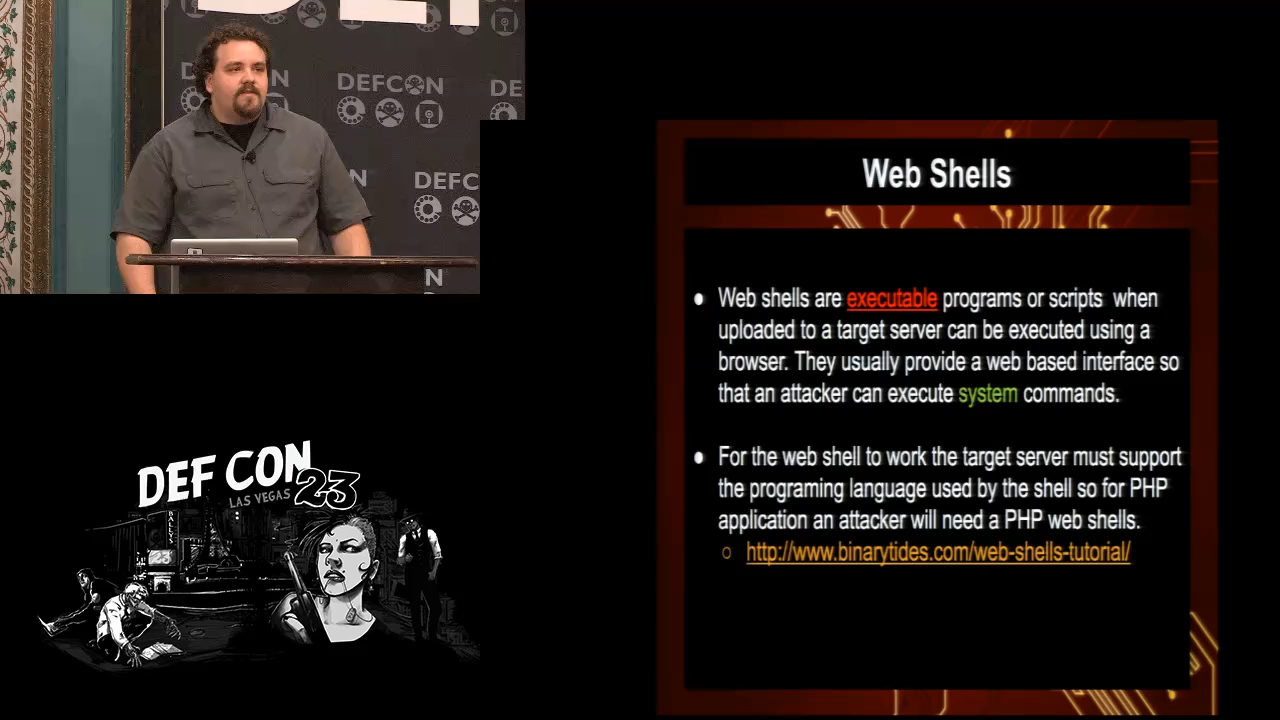 DEFCON
DE
DEFC
N
DEF CON 23
LAS VEGAS
BALLYS
Web Shells
● Web shells are executable programs or scripts when
uploaded to a target server can be executed using a
browser. They usually provide a web based interface so
that an attacker can execute system commands.
● For the web shell to work the target server must support
the programing language used by the shell so for PHP
application an attacker will need a PHP web shells.
○ http://www.binarytides.com/web-shells-tutorial/